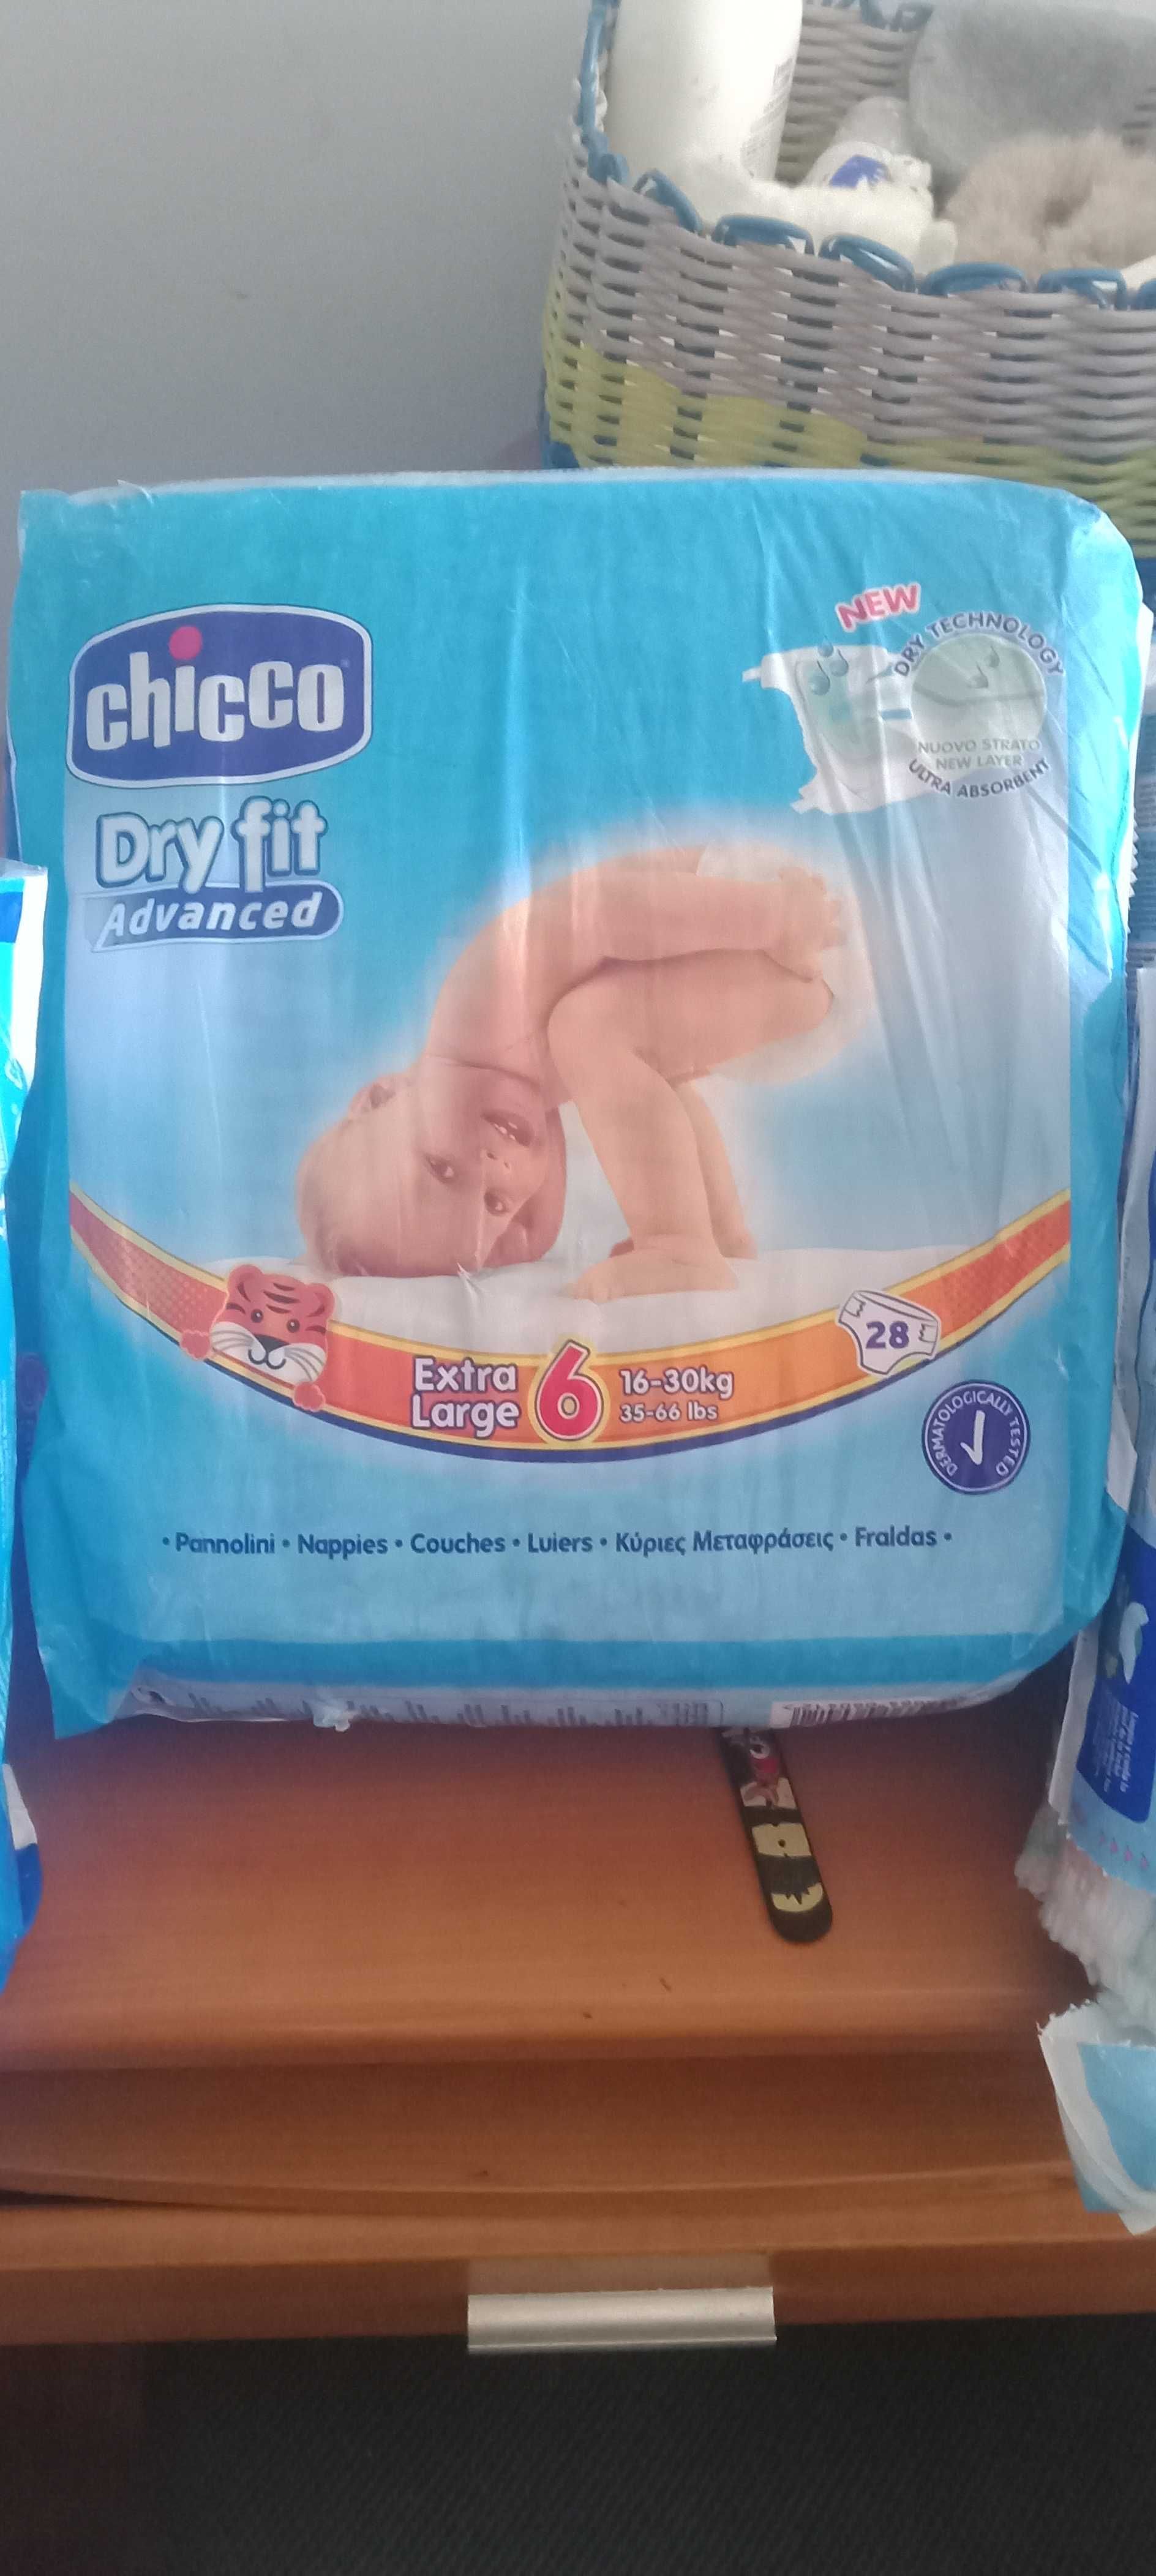 chicco
Dry fit
Advanced
NEW
DRY TECHNOLOGY
NUOVO STRATO
NEW LAYER
ULTRA ABSORBENT
Extra
Large
6
16-30kg
35-66 lbs
28
DERMATOLOGICALLY TESTED
• Pannolini • Nappies • Couches • Luiers • Κύριες Μεταφράσεις • Fraldas •